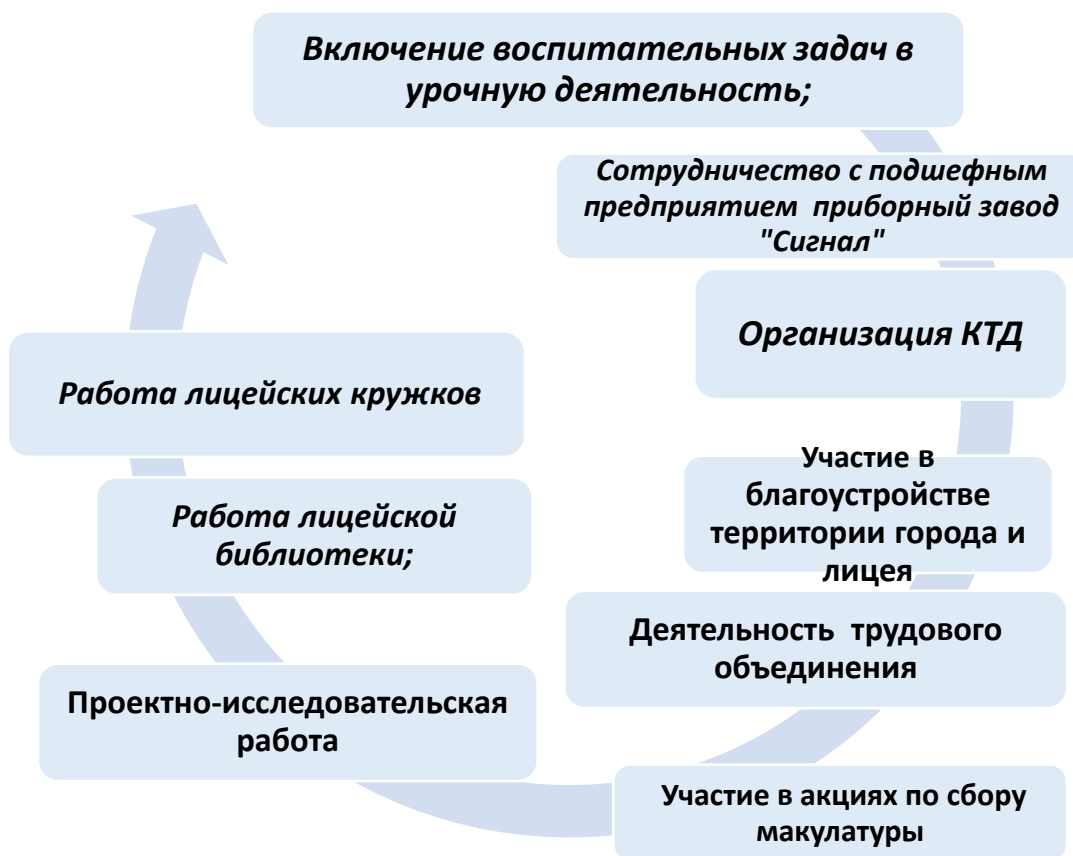 Включение воспитательных задач в
урочную деятельность;
Сотрудничество с подшефным
предприятием приборный завод
"Сигнал"
Организация КТД
Участие в
благоустройстве
территории города и
лицея
Деятельность трудового
объединения
Участие в акциях по сбору
макулатуры
Проектно-исследовательская
работа
Работа лицейской
библиотеки;
Работа лицейских кружков